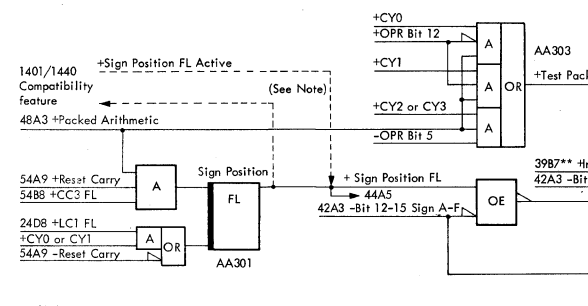 +CY0
+OPR Bit 12
A
AA303
+Sign Position FL Active
+CY1
1401/1440
Compatibility
feature
(See Note)
A
OR
+Test Pack
+CY2 or CY3
48A3 +Packed Arithmetic
A
-OPR Bit 5
39B7** +In
Sign Position
+ Sign Position FL
42A3 -Bit
54A9 +Reset Carry
A
FL
54B8 +CC3 FL
44A5
OE
42A3 -Bit 12-15 Sign A-F
24D8 +LC1 FL
+CY0 or CY1
A
OR
54A9 -Reset Carry
AA301